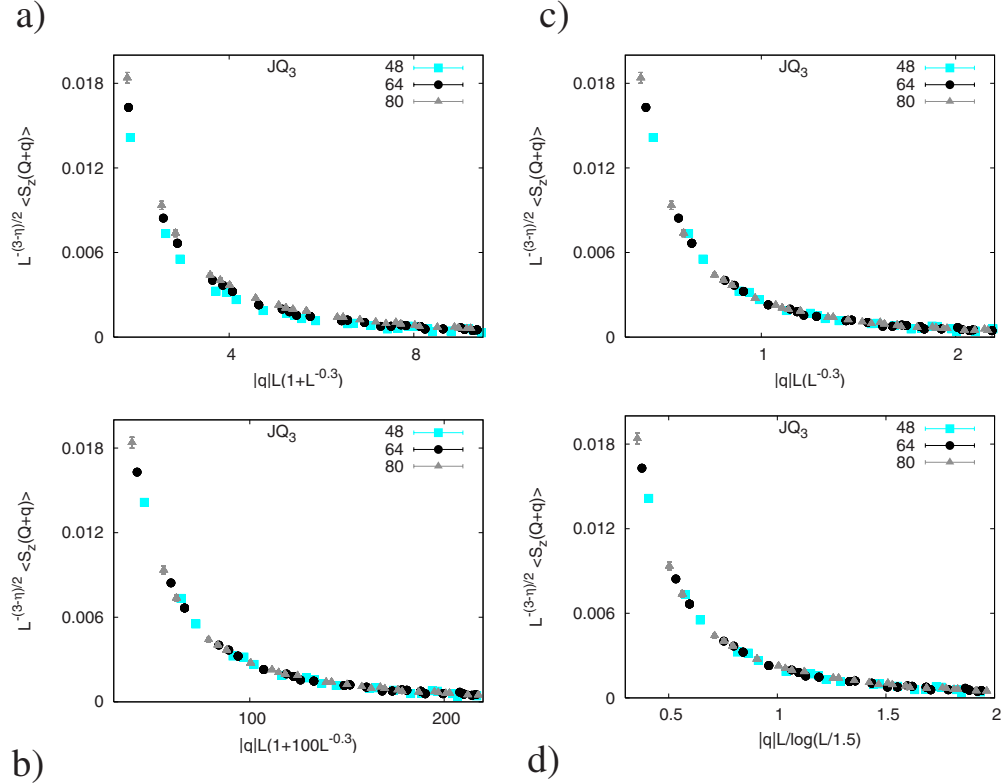 a)
JQ₃
48
64
80
0.018
0.012
0.006
0
L^-(3-η)/2 <S_z(Q+q)>
4
8
|q|L(1+L^-0.3)
c)
JQ₃
48
64
80
0.018
0.012
0.006
0
L^-(3-η)/2 <S_z(Q+q)>
1
2
|q|L(L^-0.3)
JQ₃
48
64
80
0.018
0.012
0.006
0
L^-(3-η)/2 <S_z(Q+q)>
100
200
|q|L(1+100L^-0.3)
b)
JQ₃
48
64
80
0.018
0.012
0.006
0
L^-(3-η)/2 <S_z(Q+q)>
0.5
1
1.5
2
|q|L/log(L/1.5)
d)